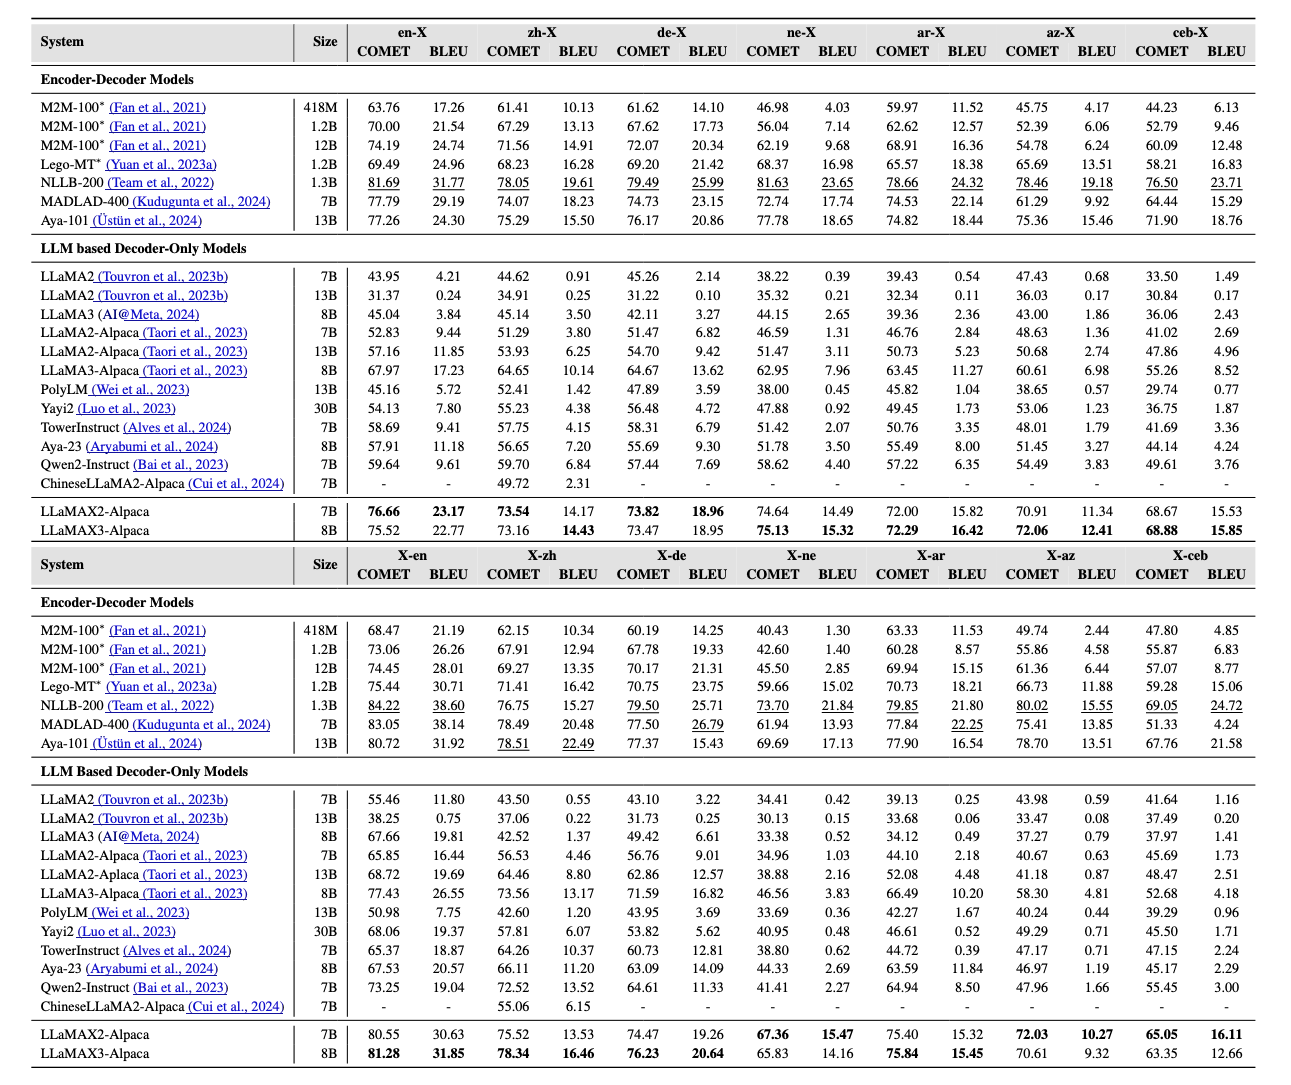 System Size en-X zh-X de-X ne-X ar-X az-X ceb-X
COMET BLEU COMET BLEU COMET BLEU COMET BLEU COMET BLEU COMET BLEU COMET BLEU
Encoder-Decoder Models
M2M-100* (Fan et al., 2021) 418M 63.76 17.26 61.41 10.13 61.62 14.10 46.98 4.03 59.97 11.52 45.75 4.17 44.23 6.13
M2M-100* (Fan et al., 2021) 1.2B 70.00 21.54 67.29 13.13 67.62 17.73 56.04 7.14 62.62 12.57 52.39 6.06 52.79 9.46
M2M-100* (Fan et al., 2021) 12B 74.19 24.74 71.56 14.91 72.07 20.34 62.19 9.68 68.91 16.36 54.78 6.24 60.09 12.48
Lego-MT* (Yuan et al., 2023a) 1.2B 69.49 24.96 68.23 16.28 69.20 21.42 68.37 16.98 65.57 18.38 65.69 13.51 58.21 16.83
NLLB-200 (Team et al., 2022) 1.3B 81.69 31.77 78.05 19.61 79.49 25.99 81.63 23.65 78.66 24.32 78.46 19.18 76.50 23.71
MADLAD-400 (Kudugunta et al., 2024) 7B 77.79 29.19 74.07 18.23 74.73 23.15 72.74 17.74 74.53 22.14 61.29 9.92 64.44 15.29
Aya-101 (Üstün et al., 2024) 13B 77.26 24.30 75.29 15.50 76.17 20.86 77.78 18.65 74.82 18.44 75.36 15.46 71.90 18.76
LLM based Decoder-Only Models
LLaMA2 (Touvron et al., 2023b) 7B 43.95 4.21 44.62 0.91 45.26 2.14 38.22 0.39 39.43 0.54 47.43 0.68 33.50 1.49
LLaMA2 (Touvron et al., 2023b) 13B 31.37 0.24 34.91 0.25 31.22 0.10 35.32 0.21 32.34 0.11 36.03 0.17 30.84 0.17
LLaMA3 (AI@Meta, 2024) 8B 45.04 3.84 45.14 3.50 42.11 3.27 44.15 2.65 39.36 2.36 43.00 1.86 36.06 2.43
LLaMA2-Alpaca (Taori et al., 2023) 7B 52.83 9.44 51.29 3.80 51.47 6.82 46.59 1.31 46.76 2.84 48.63 1.36 41.02 2.69
LLaMA2-Alpaca (Taori et al., 2023) 13B 57.16 11.85 53.93 6.25 54.70 9.42 51.47 3.11 50.73 5.23 50.68 2.74 47.86 4.96
LLaMA3-Alpaca (Taori et al., 2023) 8B 67.97 17.23 64.65 10.14 64.67 13.62 62.95 7.96 63.45 11.27 60.61 6.98 55.26 8.52
PolyLM (Wei et al., 2023) 13B 45.16 5.72 52.41 1.42 47.89 3.59 38.00 0.45 45.82 1.04 38.65 0.57 29.74 0.77
Yayi2 (Luo et al., 2023) 30B 54.13 7.80 55.23 4.38 56.48 4.72 47.88 0.92 49.45 1.73 53.06 1.23 36.75 1.87
TowerInstruct (Alves et al., 2024) 7B 58.69 9.41 57.75 4.15 58.31 6.79 51.42 2.07 50.76 3.35 48.01 1.79 41.69 3.36
Aya-23 (Aryabumi et al., 2024) 8B 57.91 11.18 56.65 7.20 55.69 9.30 51.78 3.50 55.49 8.00 51.45 3.27 44.14 4.24
Qwen2-Instruct (Bai et al., 2023) 7B 59.64 9.61 59.70 6.84 57.44 7.69 58.62 4.40 57.22 6.35 54.49 3.83 49.61 3.76
ChineseLLaMA2-Alpaca (Cui et al., 2024) 7B - - 49.72 2.31 - - - - - - - - - -
LLaMAX2-Alpaca 7B 76.66 23.17 73.54 14.17 73.82 18.96 74.64 14.49 72.00 15.82 70.91 11.34 68.67 15.53
LLaMAX3-Alpaca 8B 75.52 22.77 73.16 14.43 73.47 18.95 75.13 15.32 72.29 16.42 72.06 12.41 68.88 15.85
System Size X-en X-zh X-de X-ne X-ar X-az X-ceb
COMET BLEU COMET BLEU COMET BLEU COMET BLEU COMET BLEU COMET BLEU COMET BLEU
Encoder-Decoder Models
M2M-100* (Fan et al., 2021) 418M 68.47 21.19 62.15 10.34 60.19 14.25 40.43 1.30 63.33 11.53 49.74 2.44 47.80 4.85
M2M-100* (Fan et al., 2021) 1.2B 73.06 26.26 67.91 12.94 67.78 19.33 42.60 1.40 60.28 8.57 55.86 4.58 55.87 6.83
M2M-100* (Fan et al., 2021) 12B 74.45 28.01 69.27 13.35 70.17 21.31 45.50 2.85 69.94 15.15 61.36 6.44 57.07 8.77
Lego-MT* (Yuan et al., 2023a) 1.2B 75.44 30.71 71.41 16.42 70.75 23.75 59.66 15.02 70.73 18.21 66.73 11.88 59.28 15.06
NLLB-200 (Team et al., 2022) 1.3B 84.22 38.60 76.75 15.27 79.50 25.71 73.70 21.84 79.85 21.80 80.02 15.55 69.05 24.72
MADLAD-400 (Kudugunta et al., 2024) 7B 83.05 38.14 78.49 20.48 77.50 26.79 61.94 13.93 77.84 22.25 75.41 13.85 51.33 4.24
Aya-101 (Üstün et al., 2024) 13B 80.72 31.92 78.51 22.49 77.37 15.43 69.69 17.13 77.90 16.54 78.70 13.51 67.76 21.58
LLM Based Decoder-Only Models
LLaMA2 (Touvron et al., 2023b) 7B 55.46 11.80 43.50 0.55 43.10 3.22 34.41 0.42 39.13 0.25 43.98 0.59 41.64 1.16
LLaMA2 (Touvron et al., 2023b) 13B 38.25 0.75 37.06 0.22 31.73 0.25 30.13 0.15 33.68 0.06 33.47 0.08 37.49 0.20
LLaMA3 (AI@Meta, 2024) 8B 67.66 19.81 42.52 1.37 49.42 6.61 33.38 0.52 34.12 0.49 37.27 0.79 37.97 1.41
LLaMA2-Alpaca (Taori et al., 2023) 7B 65.85 16.44 56.53 4.46 56.76 9.01 34.96 1.03 44.10 2.18 40.67 0.63 45.69 1.73
LLaMA2-Aplaca (Taori et al., 2023) 13B 68.72 19.69 64.46 8.80 62.86 12.57 38.88 2.16 52.08 4.48 41.18 0.87 48.47 2.51
LLaMA3-Alpaca (Taori et al., 2023) 8B 77.43 26.55 73.56 13.17 71.59 16.82 46.56 3.83 66.49 10.20 58.30 4.81 52.68 4.18
PolyLM (Wei et al., 2023) 13B 50.98 7.75 42.60 1.20 43.95 3.69 33.69 0.36 42.27 1.67 40.24 0.44 39.29 0.96
Yayi2 (Luo et al., 2023) 30B 68.06 19.37 57.81 6.07 53.82 5.62 40.95 0.48 46.61 0.52 49.29 0.71 45.50 1.71
TowerInstruct (Alves et al., 2024) 7B 65.37 18.87 64.26 10.37 60.73 12.81 38.80 0.62 44.72 0.39 47.17 0.71 47.15 2.24
Aya-23 (Aryabumi et al., 2024) 8B 67.53 20.57 66.11 11.20 63.09 14.09 44.33 2.69 63.59 11.84 46.97 1.19 45.17 2.29
Qwen2-Instruct (Bai et al., 2023) 7B 73.25 19.04 72.52 13.52 64.61 11.33 41.41 2.27 64.94 8.50 47.96 1.66 55.45 3.00
ChineseLLaMA2-Alpaca (Cui et al., 2024) 7B - - 55.06 6.15 - - - - - - - - - -
LLaMAX2-Alpaca 7B 80.55 30.63 75.52 13.53 74.47 19.26 67.36 15.47 75.40 15.32 72.03 10.27 65.05 16.11
LLaMAX3-Alpaca 8B 81.28 31.85 78.34 16.46 76.23 20.64 65.83 14.16 75.84 15.45 70.61 9.32 63.35 12.66